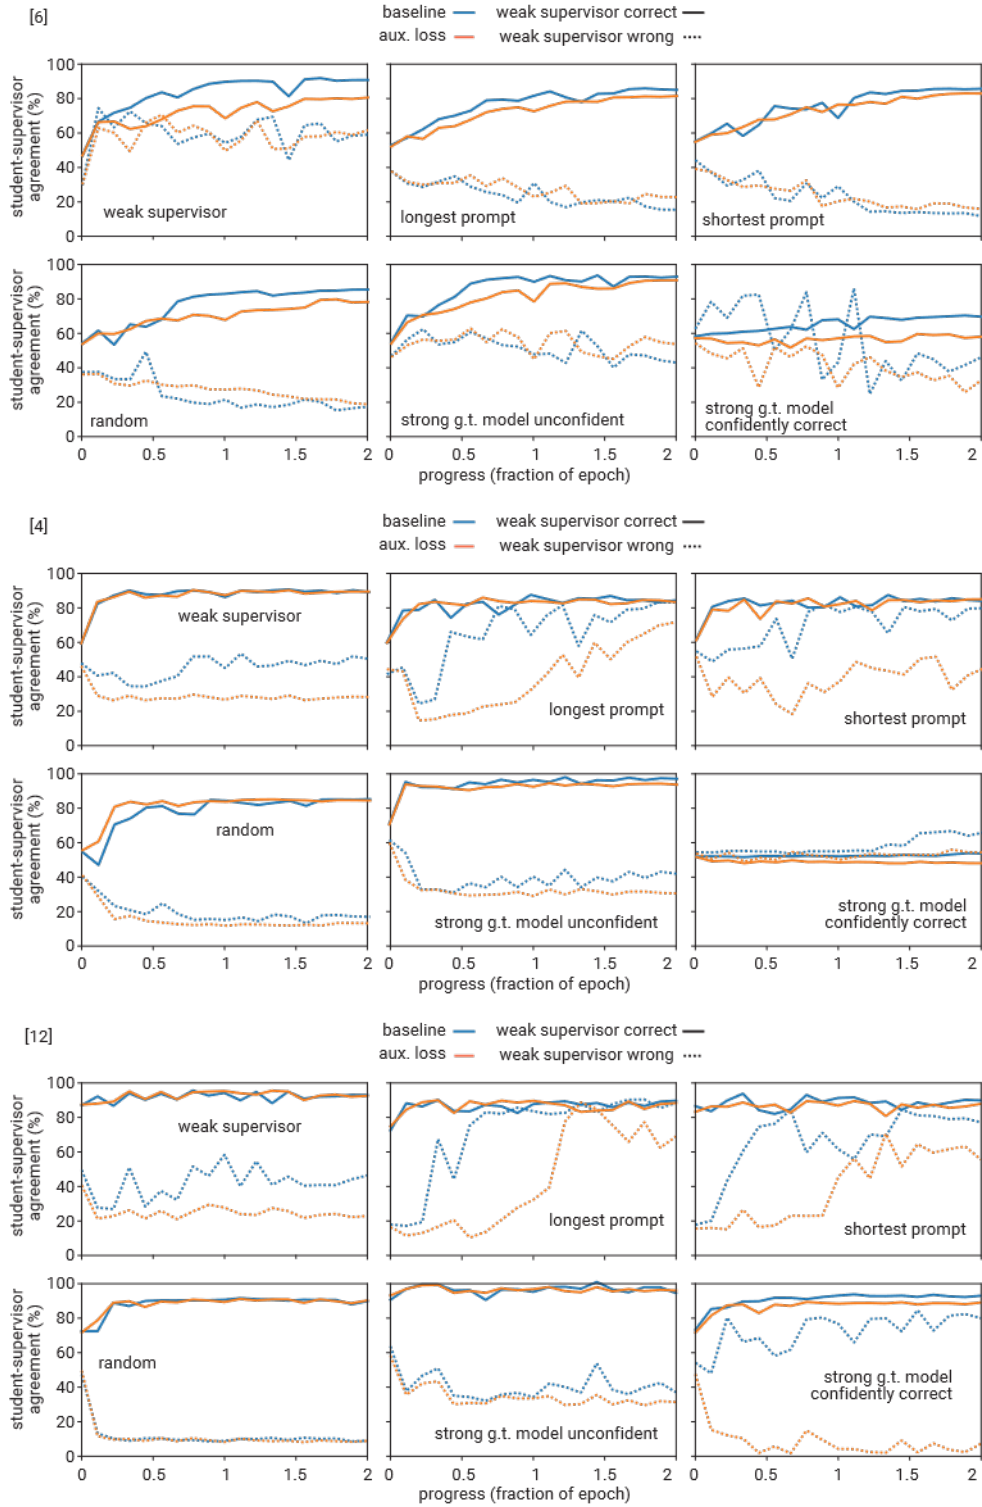 [6]
baseline weak supervisor correct
aux. loss weak supervisor wrong
student-supervisor
agreement (%)
100
80
60
40
20
0
weak supervisor
longest prompt
shortest prompt
student-supervisor
agreement (%)
100
80
60
40
20
0
random
strong g.t. model unconfident
strong g.t. model
confidently correct
0 0.5 1 1.5 2 0 0.5 1 1.5 2 0 0.5 1 1.5 2
progress (fraction of epoch)
[4]
baseline weak supervisor correct
aux. loss weak supervisor wrong
student-supervisor
agreement (%)
100
80
60
40
20
0
weak supervisor
longest prompt
shortest prompt
student-supervisor
agreement (%)
100
80
60
40
20
0
random
strong g.t. model unconfident
strong g.t. model
confidently correct
0 0.5 1 1.5 2 0 0.5 1 1.5 2 0 0.5 1 1.5 2
progress (fraction of epoch)
[12]
baseline weak supervisor correct
aux. loss weak supervisor wrong
student-supervisor
agreement (%)
100
80
60
40
20
0
weak supervisor
longest prompt
shortest prompt
student-supervisor
agreement (%)
100
80
60
40
20
0
random
strong g.t. model unconfident
strong g.t. model
confidently correct
0 0.5 1 1.5 2 0 0.5 1 1.5 2 0 0.5 1 1.5 2
progress (fraction of epoch)